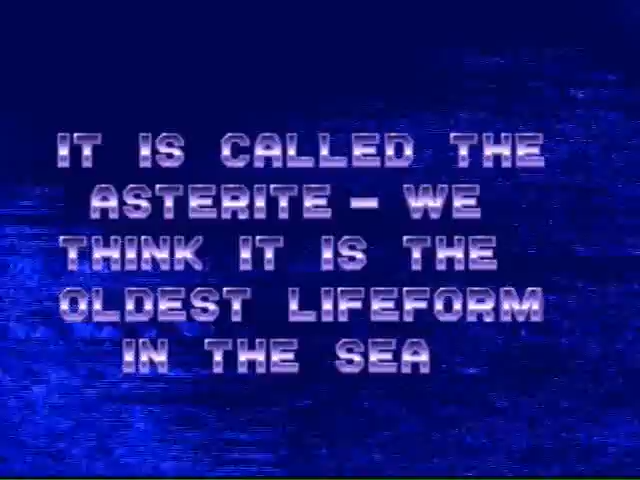 IT IS CALLED THE
ASTERITE - WE
THINK IT IS THE
OLDEST LIFEFORM
IN THE SEA